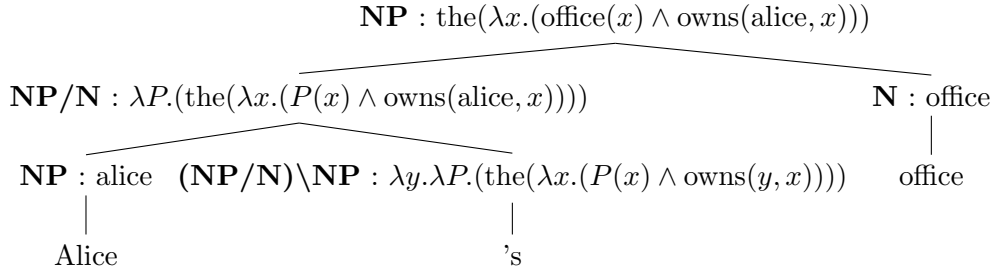 NP : the(λx.(office(x) ∧ owns(alice, x)))
NP/N : λP.(the(λx.(P(x) ∧ owns(alice, x)))) N : office
NP : alice (NP/N)\NP : λy.λP.(the(λx.(P(x) ∧ owns(y, x)))) office
Alice 's